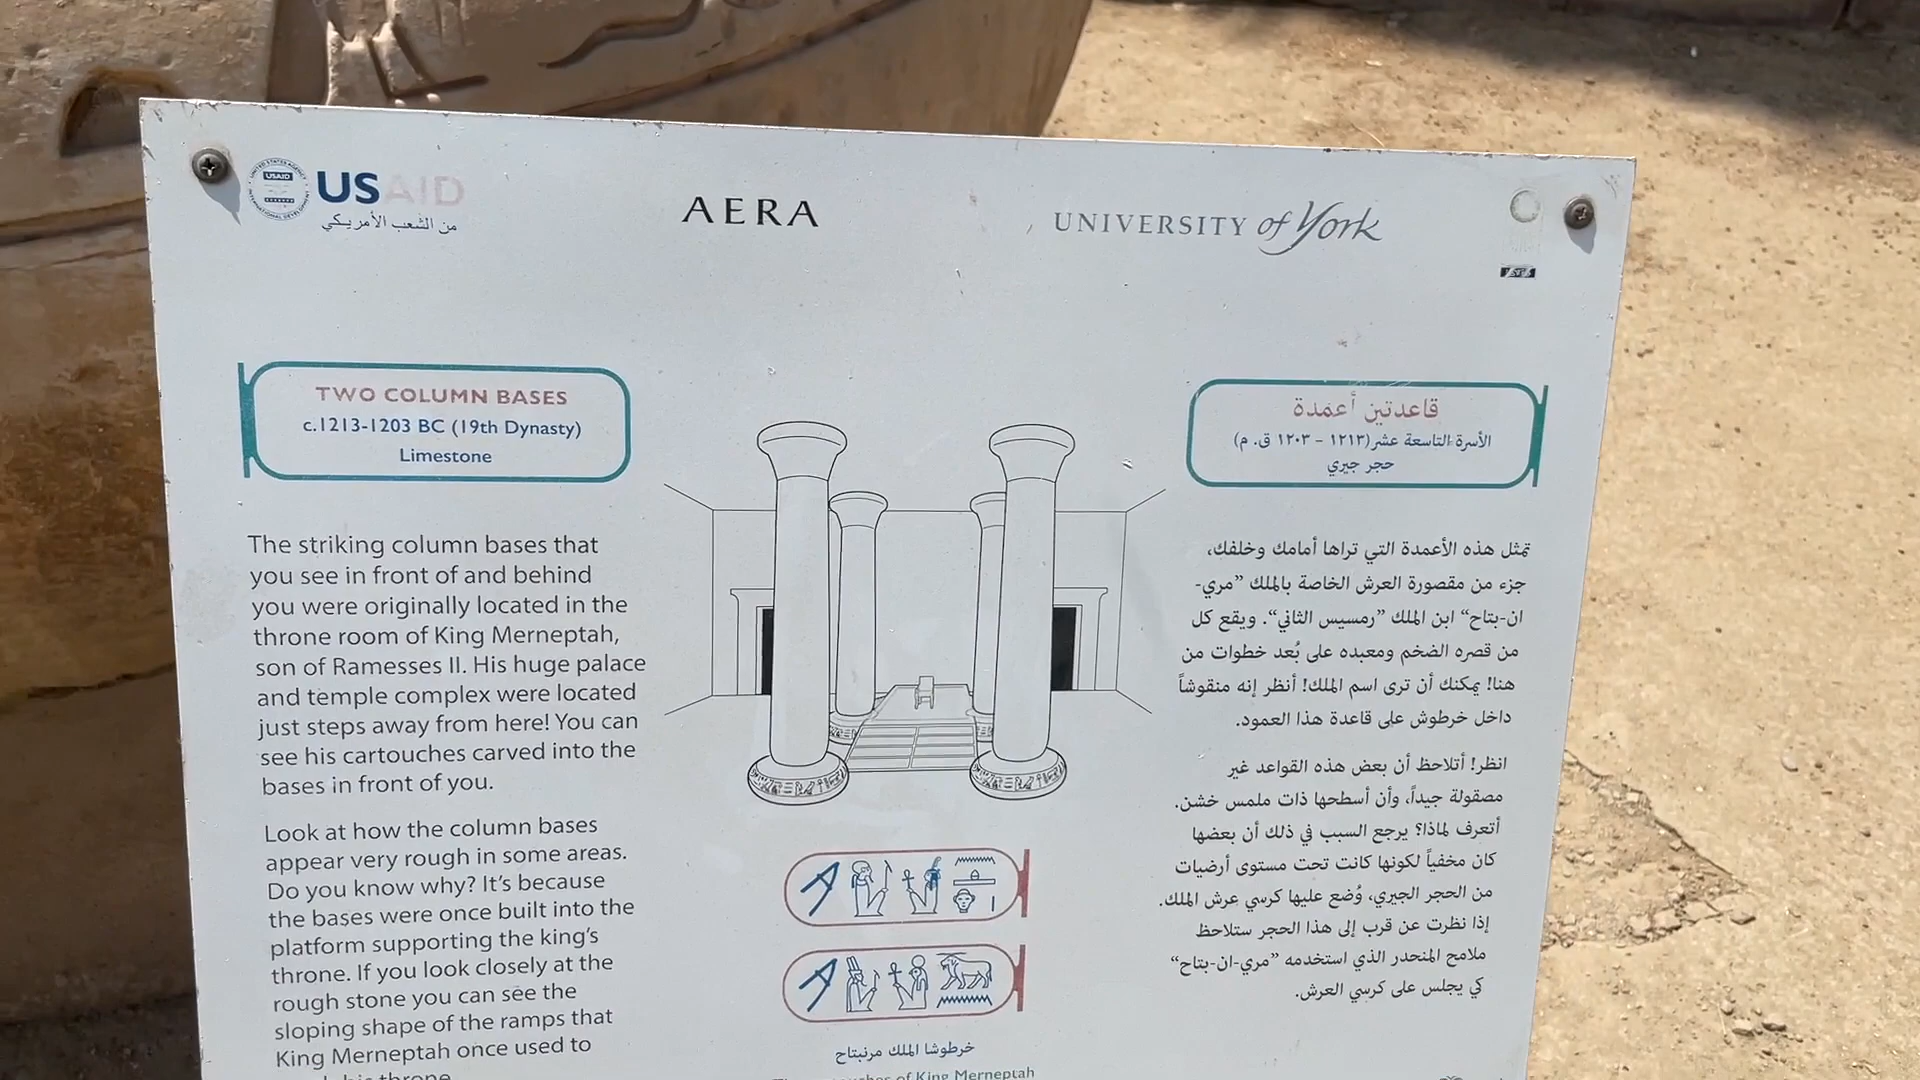 UNITED STATES AGENCY
USAID
INTERNATIONAL DEVELOPMENT
USAID
من الشعب الأمريكي
AERA
UNIVERSITY of York
TWO COLUMN BASES
c.1213-1203 BC (19th Dynasty)
Limestone
The striking column bases that
you see in front of and behind
you were originally located in the
throne room of King Merneptah,
son of Ramesses II. His huge palace
and temple complex were located
just steps away from here! You can
see his cartouches carved into the
bases in front of you.
Look at how the column bases
appear very rough in some areas.
Do you know why? It's because
the bases were once built into the
platform supporting the king's
throne. If you look closely at the
rough stone you can see the
sloping shape of the ramps that
King Merneptah once used to
his throne
قاعدتين أعمدة
الأسرة التاسعة عشر(١٢١٣ - ١٢٠٣ ق. م)
حجر جيري
تمثل هذه الأعمدة التي تراها أمامك وخلفك،
جزء من مقصورة العرش الخاصة بالملك ”مري-
ان-بتاح“ ابن الملك ”رمسيس الثاني“. ويقع كل
من قصره الضخم ومعبده على بُعد خطوات من
هنا! يمكنك أن ترى اسم الملك! أنظر إنه منقوشاً
داخل خرطوش على قاعدة هذا العمود.
انظر! أتلاحظ أن بعض هذه القواعد غير
مصقولة جيداً، وأن أسطحها ذات ملمس خشن.
أتعرف لماذا؟ يرجع السبب في ذلك أن بعضها
كان مخفياً لكونها كانت تحت مستوى أرضيات
من الحجر الجيري، وُضع عليها كرسي عرش الملك.
إذا نظرت عن قرب إلى هذا الحجر ستلاحظ
ملامح المنحدر الذي استخدمه ”مري-ان-بتاح“
كي يجلس على كرسي العرش.
خرطوشا الملك مرنبتاح
of King Merneptah